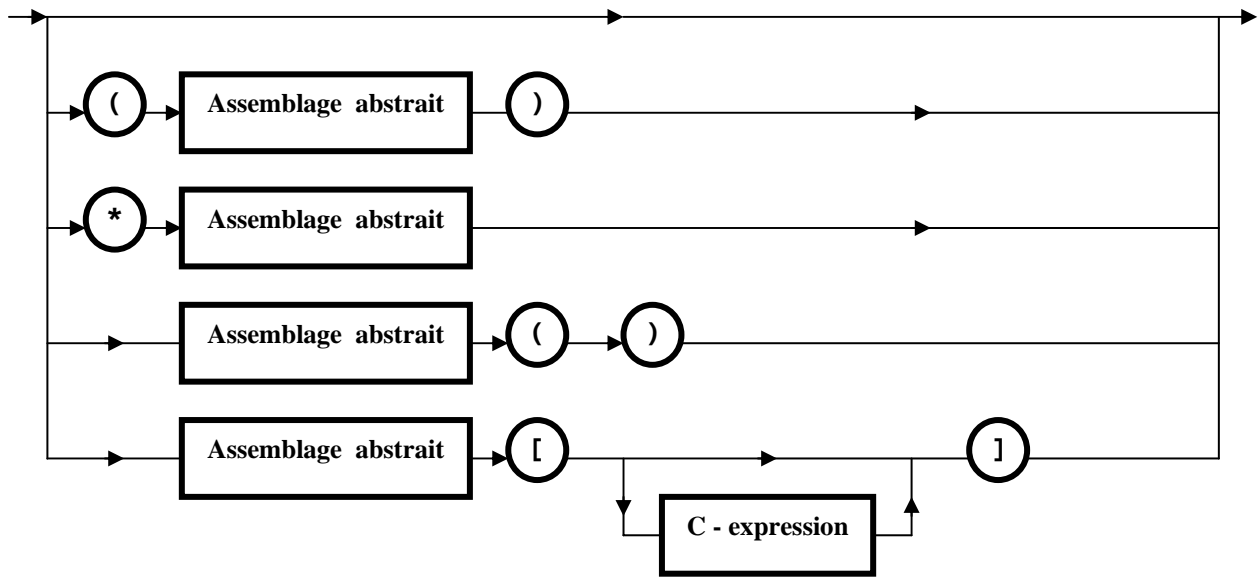 ( Assemblage abstrait )
* Assemblage abstrait
Assemblage abstrait ( )
Assemblage abstrait [ ]
C - expression